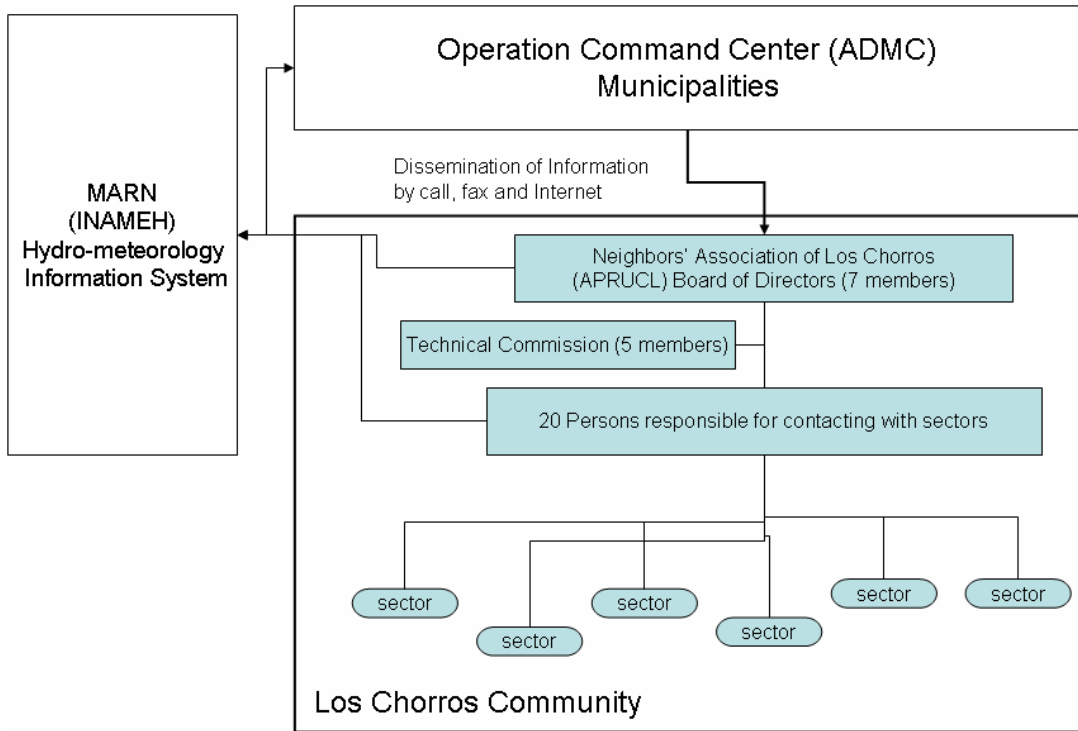 Operation Command Center (ADMC)
Municipalities
MARN
(INAMEH)
Hydro-meteorology
Information System
Dissemination of Information
by call, fax and Internet
Neighbors' Association of Los Chorros
(APRUCL) Board of Directors (7 members)
Technical Commission (5 members)
20 Persons responsible for contacting with sectors
sector
sector
sector
sector
sector
sector
Los Chorros Community